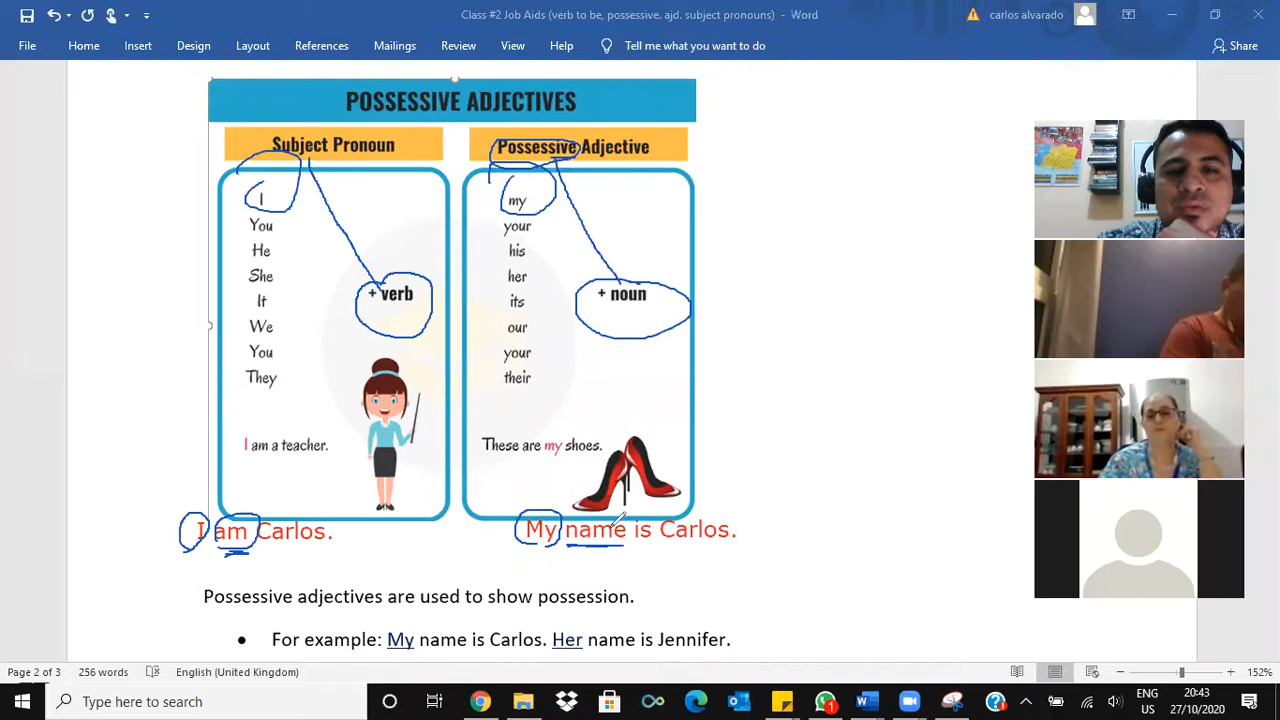 Class #2 Job Aids (verb to be, possessive. ajd. subject pronouns) - Word
carlos alvarado
File Home Insert Design Layout References Mailings Review View Help Tell me what you want to do Share
POSSESSIVE ADJECTIVES
Subject Pronoun Possessive Adjective
I my
You your
He his
She her
+ verb + noun
It its
We our
You your
They their
I am a teacher. These are my shoes.
I am Carlos. My name is Carlos.
Possessive adjectives are used to show possession.
• For example: My name is Carlos. Her name is Jennifer.
Page 2 of 3 256 words English (United Kingdom) 152%
Type here to search
1
ENG 20:43
US 27/10/2020